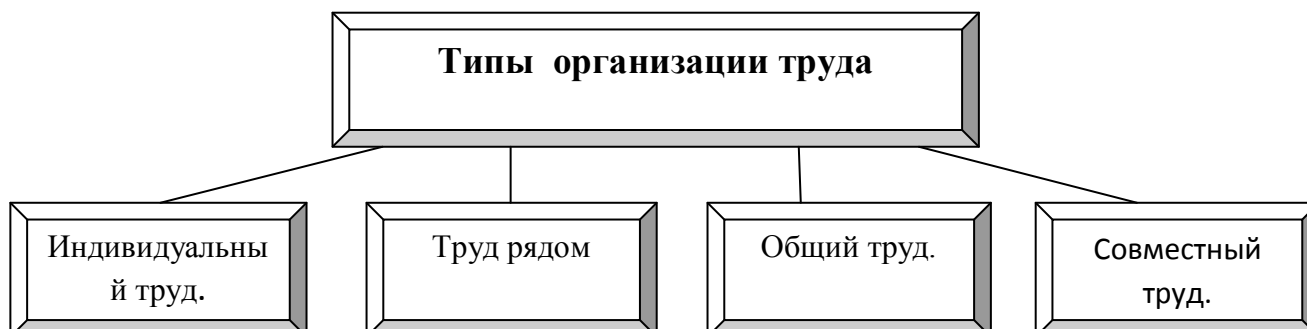 Типы организации труда
Индивидуальны
й труд.
Труд рядом
Общий труд.
Совместный
труд.